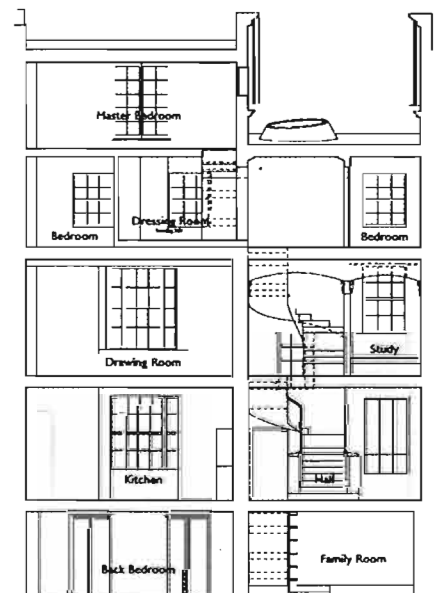 Master Bedroom
Bedroom
Dressing Room
Bedroom
Drawing Room
Study
Kitchen
Hall
Back Bedroom
Family Room